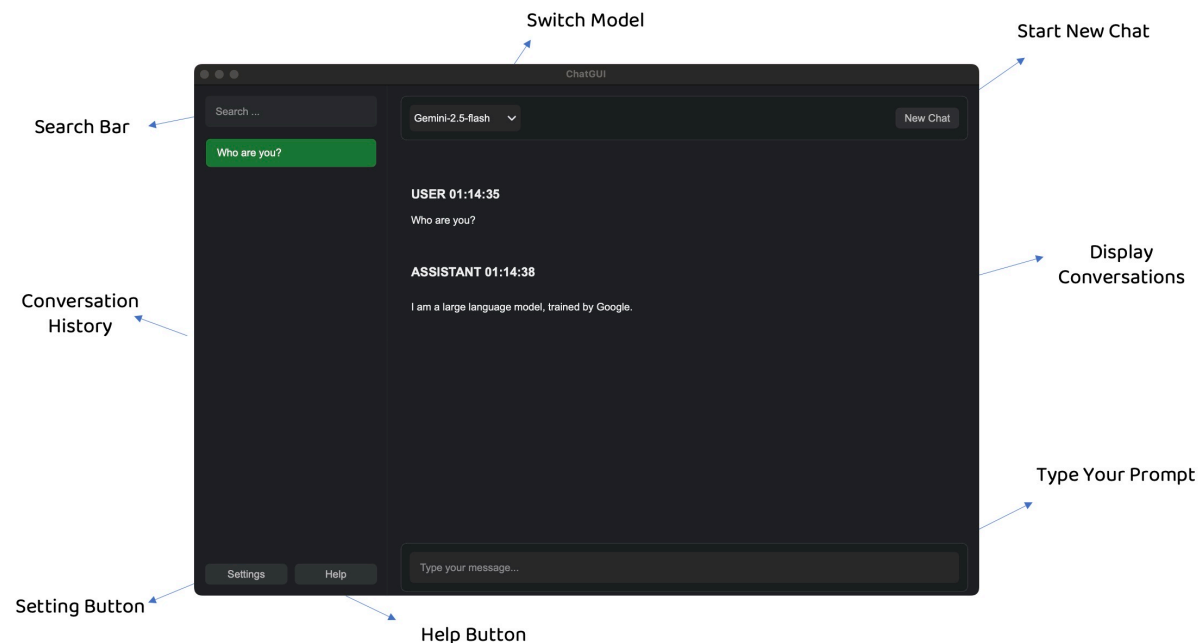 Switch Model
Start New Chat
ChatGUI
Search ...
Search Bar
Gemini-2.5-flash
New Chat
Who are you?
USER 01:14:35
Who are you?
Display
Conversations
ASSISTANT 01:14:38
I am a large language model, trained by Google.
Conversation
History
Type Your Prompt
Type your message...
Settings
Help
Setting Button
Help Button